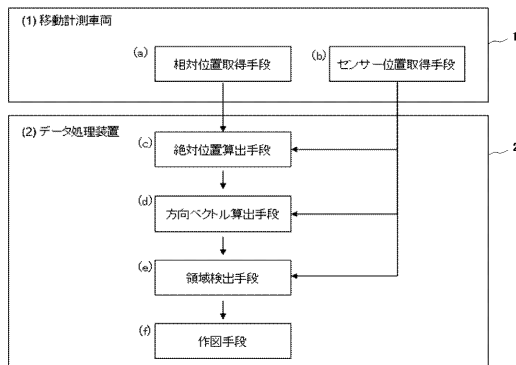 (1) 移動計測車両
1
(a)
相対位置取得手段
(b)
センサー位置取得手段
(2) データ処理装置
2
(c)
絶対位置算出手段
(d)
方向ベクトル算出手段
(e)
領域検出手段
(f)
作図手段